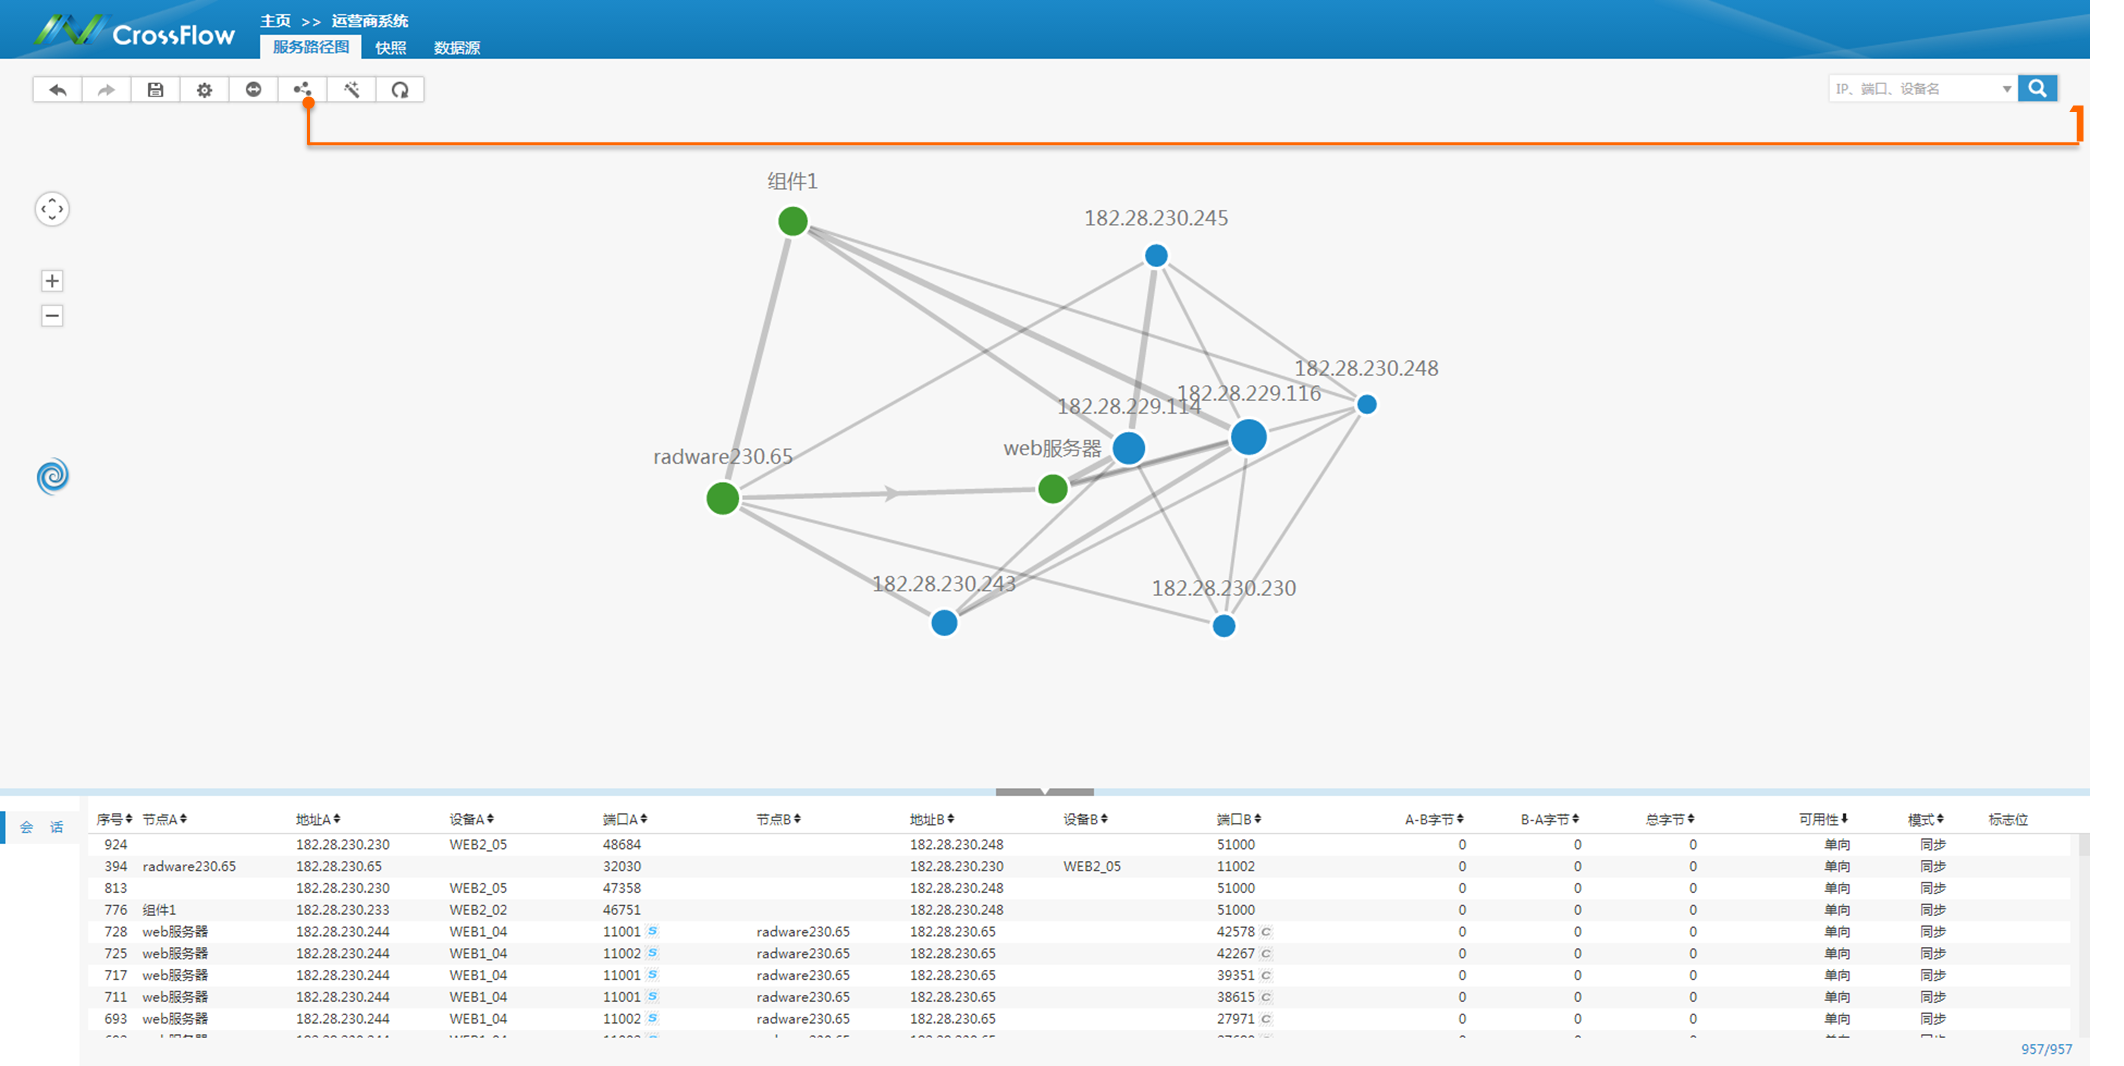 CrossFlow
主页 >> 运营商系统
服务路径图 快照 数据源
IP、端口、设备名
1
组件1
182.28.230.245
182.28.230.248
182.28.229.116
182.28.229.114
web服务器
radware230.65
182.28.230.243
182.28.230.230
会 话
序号 节点A 地址A 设备A 端口A 节点B 地址B 设备B 端口B A-B字节 B-A字节 总字节 可用性 模式 标志位
924 182.28.230.230 WEB2_05 48684 182.28.230.248 51000 0 0 0 单向 同步
394 radware230.65 182.28.230.65 32030 182.28.230.230 WEB2_05 11002 0 0 0 单向 同步
813 182.28.230.230 WEB2_05 47358 182.28.230.248 51000 0 0 0 单向 同步
776 组件1 182.28.230.233 WEB2_02 46751 182.28.230.248 51000 0 0 0 单向 同步
728 web服务器 182.28.230.244 WEB1_04 11001 S radware230.65 182.28.230.65 42578 C 0 0 0 单向 同步
725 web服务器 182.28.230.244 WEB1_04 11002 S radware230.65 182.28.230.65 42267 C 0 0 0 单向 同步
717 web服务器 182.28.230.244 WEB1_04 11001 S radware230.65 182.28.230.65 39351 C 0 0 0 单向 同步
711 web服务器 182.28.230.244 WEB1_04 11001 S radware230.65 182.28.230.65 38615 C 0 0 0 单向 同步
693 web服务器 182.28.230.244 WEB1_04 11002 S radware230.65 182.28.230.65 27971 C 0 0 0 单向 同步
957/957